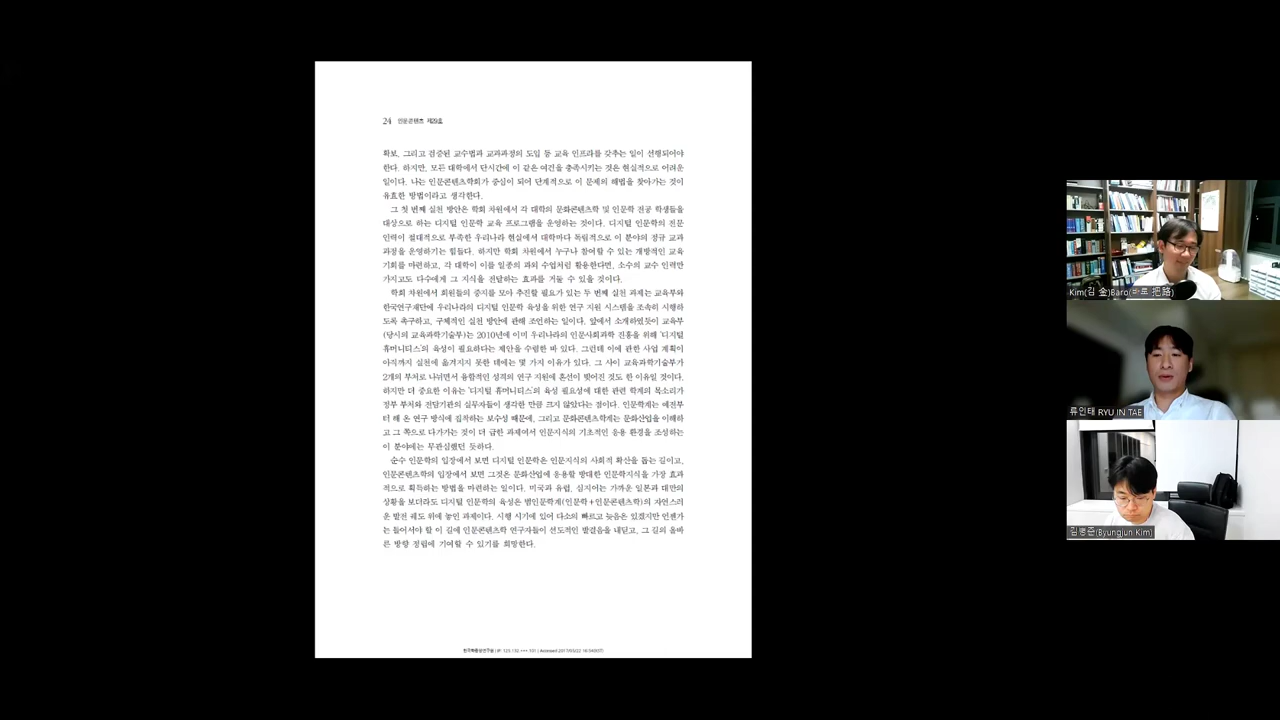 24 인문콘텐츠 제29호
확보, 그리고 검증된 교수법과 교과과정의 도입 등 교육 인프라를 갖추는 일이 선행되어야
한다. 하지만, 모든 대학에서 단시간에 이 같은 여건을 충족시키는 것은 현실적으로 어려운
일이다. 나는 인문콘텐츠학회가 중심이 되어 단계적으로 이 문제의 해법을 찾아가는 것이
유효한 방법이라고 생각한다.
그 첫 번째 실천 방안은 학회 차원에서 각 대학의 문화콘텐츠학 및 인문학 전공 학생들을
대상으로 하는 디지털 인문학 교육 프로그램을 운영하는 것이다. 디지털 인문학의 전문
인력이 절대적으로 부족한 우리나라 현실에서 대학마다 독립적으로 이 분야의 정규 교과
과정을 운영하기는 힘들다. 하지만 학회 차원에서 누구나 참여할 수 있는 개방적인 교육
기회를 마련하고, 각 대학이 이를 일종의 과외 수업처럼 활용한다면, 소수의 교수 인력만
가지고도 다수에게 그 지식을 전달하는 효과를 거둘 수 있을 것이다.
학회 차원에서 회원들의 중지를 모아 추진할 필요가 있는 두 번째 실천 과제는 교육부와
한국연구재단에 우리나라의 디지털 인문학 육성을 위한 연구 지원 시스템을 조속히 시행하
도록 촉구하고, 구체적인 실천 방안에 관해 조언하는 일이다. 앞에서 소개하였듯이 교육부
(당시의 교육과학기술부)는 2010년에 이미 우리나라의 인문사회과학 진흥을 위해 '디지털
휴머니티스'의 육성이 필요하다는 제안을 수렴한 바 있다. 그런데 이에 관한 사업 계획이
아직까지 실천에 옮겨지지 못한 데에는 몇 가지 이유가 있다. 그 사이 교육과학기술부가
2개의 부처로 나뉘면서 융합적인 성격의 연구 지원에 혼선이 빚어진 것도 한 이유일 것이다.
하지만 더 중요한 이유는 '디지털 휴머니티스'의 육성 필요성에 대한 관련 학계의 목소리가
정부 부처와 전담기관의 실무자들이 생각한 만큼 크지 않았다는 점이다. 인문학계는 예전부
터 해 온 연구 방식에 집착하는 보수성 때문에, 그리고 문화콘텐츠학계는 문화산업을 이해하
고 그 쪽으로 다가가는 것이 더 급한 과제여서 인문지식의 기초적인 응용 환경을 조성하는
이 분야에는 무관심했던 듯하다.
순수 인문학의 입장에서 보면 디지털 인문학은 인문지식의 사회적 확산을 돕는 길이고,
인문콘텐츠학의 입장에서 보면 그것은 문화산업에 응용할 방대한 인문학지식을 가장 효과
적으로 획득하는 방법을 마련하는 일이다. 미국과 유럽, 심지어는 가까운 일본과 대만의
상황을 보더라도 디지털 인문학의 육성은 범인문학계(인문학+인문콘텐츠학)의 자연스러
운 발전 궤도 위에 놓인 과제이다. 시행 시기에 있어 다소의 빠르고 늦음은 있겠지만 언젠가
는 들어서야 할 이 길에 인문콘텐츠학 연구자들이 선도적인 발걸음을 내딛고, 그 길의 올바
른 방향 정립에 기여할 수 있기를 희망한다.
한국학중앙연구원 | IP: 121.152.***.131 | Accessed 2017/03/22
Kim(김 金)Baro(바로 把路)
류인태 RYU IN TAE
김병준(Byungjun Kim)